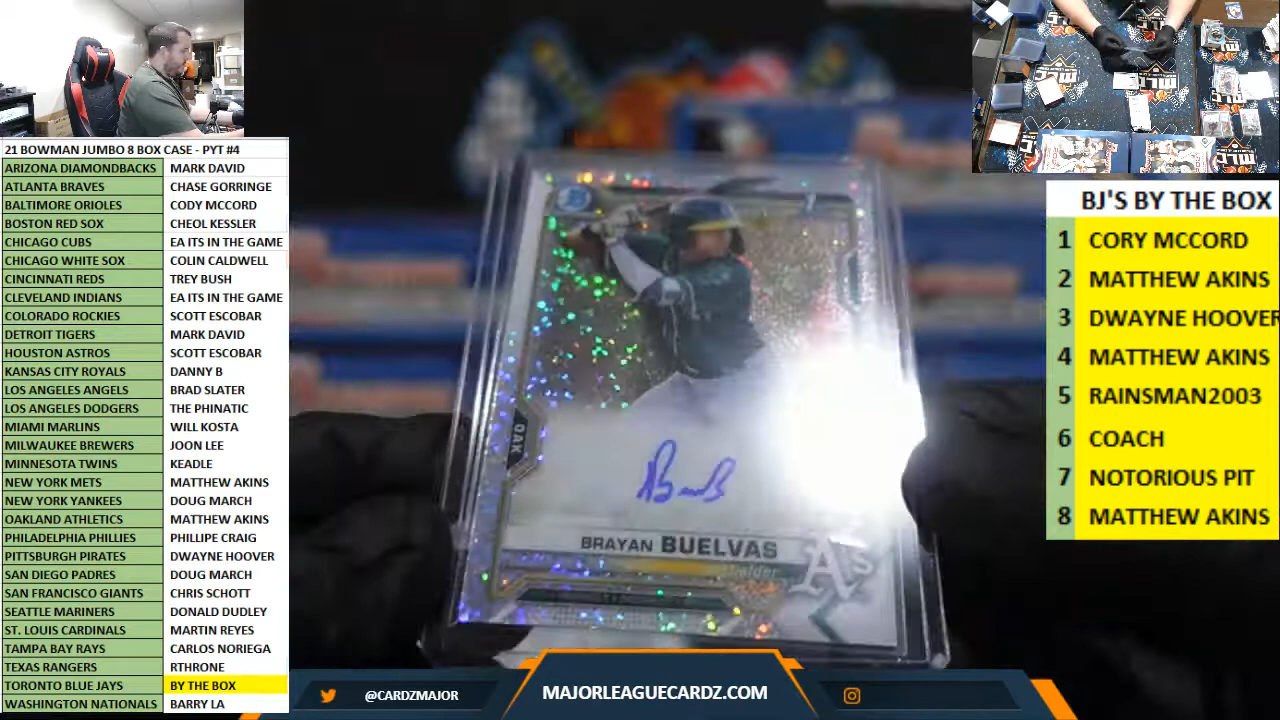 21 BOWMAN JUMBO 8 BOX CASE - PYT #4
ARIZONA DIAMONDBACKS MARK DAVID
ATLANTA BRAVES CHASE GORRINGE
BALTIMORE ORIOLES CODY MCCORD
BOSTON RED SOX CHEOL KESSLER
CHICAGO CUBS EA ITS IN THE GAME
CHICAGO WHITE SOX COLIN CALDWELL
CINCINNATI REDS TREY BUSH
CLEVELAND INDIANS EA ITS IN THE GAME
COLORADO ROCKIES SCOTT ESCOBAR
DETROIT TIGERS MARK DAVID
HOUSTON ASTROS SCOTT ESCOBAR
KANSAS CITY ROYALS DANNY B
LOS ANGELES ANGELS BRAD SLATER
LOS ANGELES DODGERS THE PHINATIC
MIAMI MARLINS WILL KOSTA
MILWAUKEE BREWERS JOON LEE
MINNESOTA TWINS KEADLE
NEW YORK METS MATTHEW AKINS
NEW YORK YANKEES DOUG MARCH
OAKLAND ATHLETICS MATTHEW AKINS
PHILADELPHIA PHILLIES PHILLIPE CRAIG
PITTSBURGH PIRATES DWAYNE HOOVER
SAN DIEGO PADRES DOUG MARCH
SAN FRANCISCO GIANTS CHRIS SCHOTT
SEATTLE MARINERS DONALD DUDLEY
ST. LOUIS CARDINALS MARTIN REYES
TAMPA BAY RAYS CARLOS NORIEGA
TEXAS RANGERS RTHRONE
TORONTO BLUE JAYS BY THE BOX
WASHINGTON NATIONALS BARRY LA
OAK
BRAYAN BUELVAS
A's
BJ'S BY THE BOX
1 CORY MCCORD
2 MATTHEW AKINS
3 DWAYNE HOOVER
4 MATTHEW AKINS
5 RAINSMAN2003
6 COACH
7 NOTORIOUS PIT
8 MATTHEW AKINS
@CARDZMAJOR
MAJORLEAGUECARDZ.COM